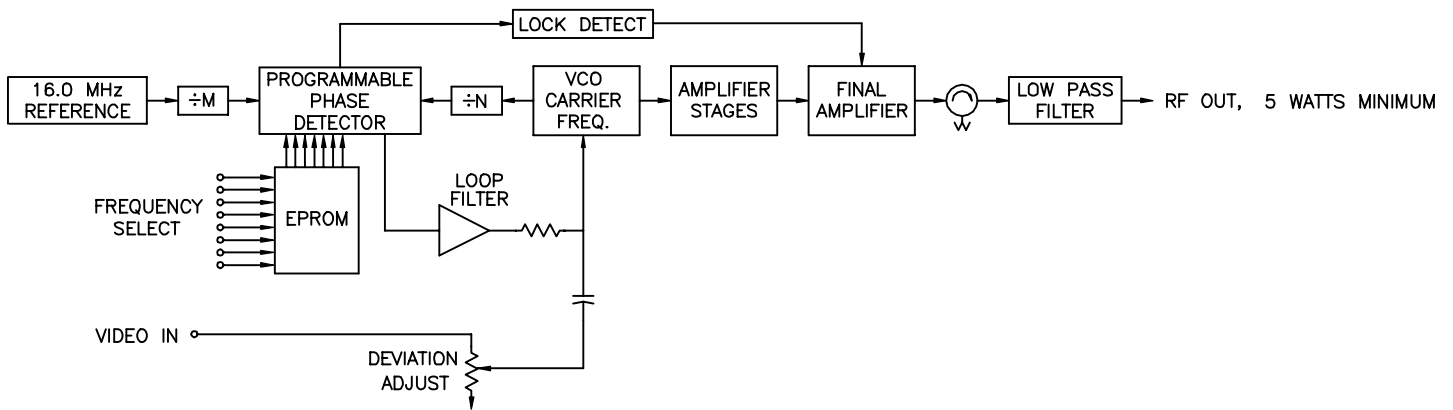 LOCK DETECT
16.0 MHz
REFERENCE
÷M
PROGRAMMABLE
PHASE
DETECTOR
÷N
VCO
CARRIER
FREQ.
AMPLIFIER
STAGES
FINAL
AMPLIFIER
LOW PASS
FILTER
RF OUT, 5 WATTS MINIMUM
FREQUENCY
SELECT
EPROM
LOOP
FILTER
VIDEO IN
DEVIATION
ADJUST